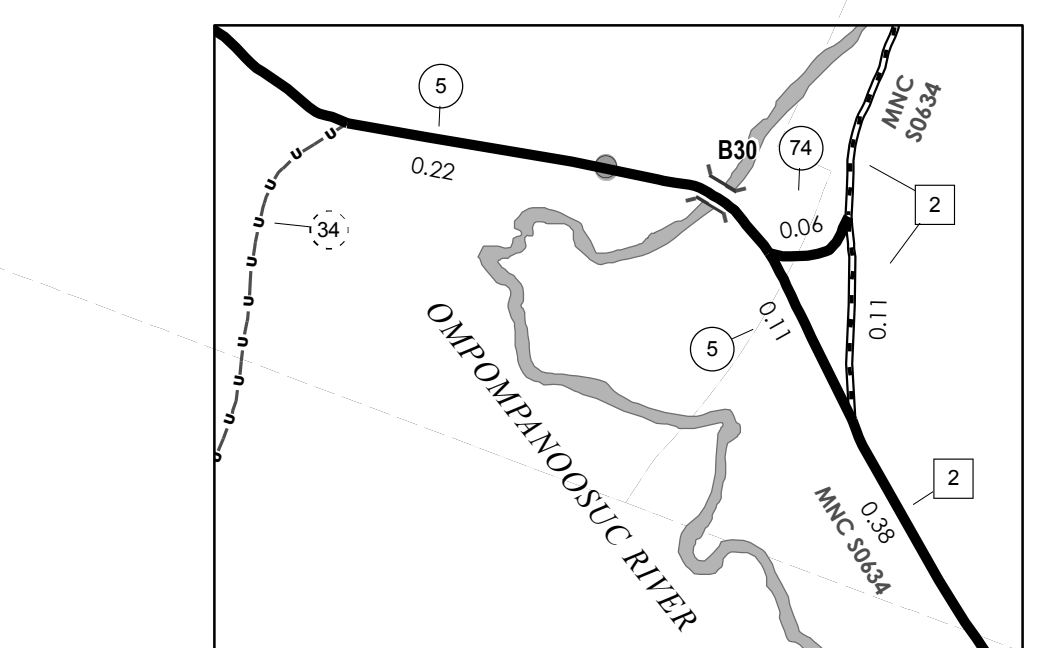 5
0.22
B30
74
MNC
S0634
2
34
0.06
0.11
0.11
5
OMPOMPANOOSUC RIVER
2
0.38
MNC S0634
U
U
U
U
U
U
U
U
U
U